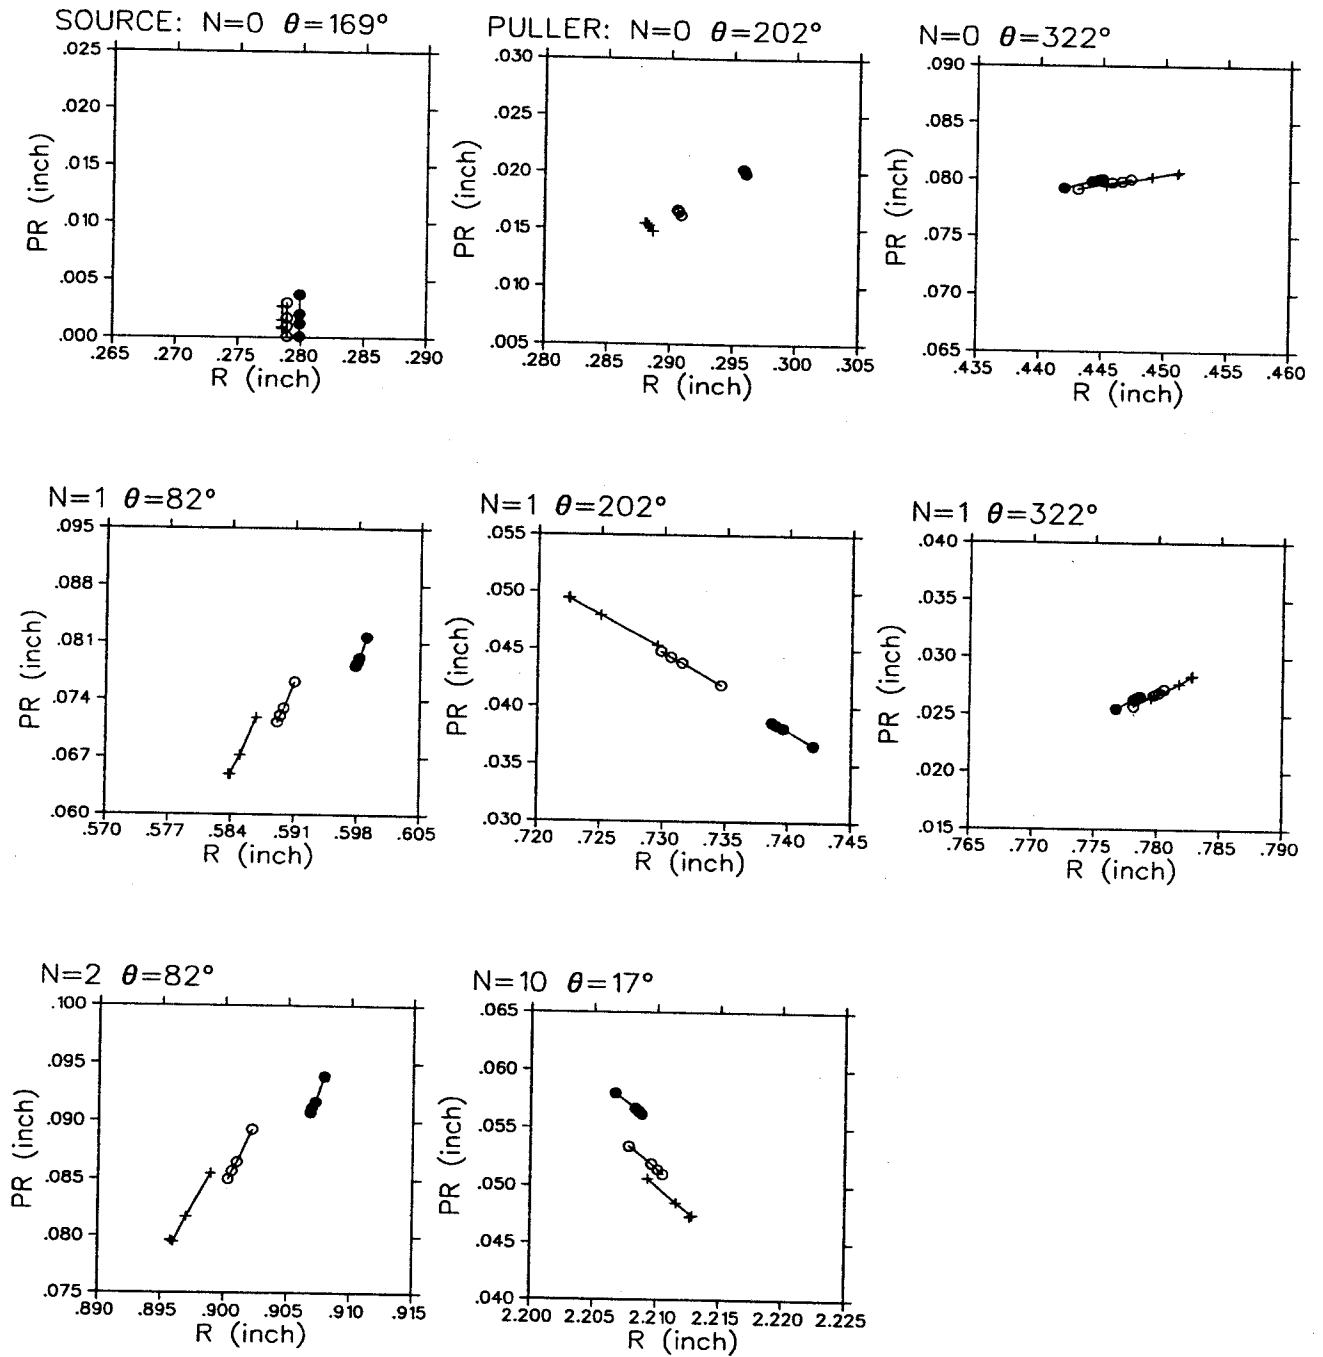 SOURCE: N=0 θ=169°
.025
.020
.015
.010
.005
.000
PR (inch)
.265 .270 .275 .280 .285 .290
R (inch)
PULLER: N=0 θ=202°
.030
.025
.020
.015
.010
.005
PR (inch)
.280 .285 .290 .295 .300 .305
R (inch)
N=0 θ=322°
.090
.085
.080
.075
.070
.065
PR (inch)
.435 .440 .445 .450 .455 .460
R (inch)
N=1 θ=82°
.095
.088
.081
.074
.067
.060
PR (inch)
.570 .577 .584 .591 .598 .605
R (inch)
N=1 θ=202°
.055
.050
.045
.040
.035
.030
PR (inch)
.720 .725 .730 .735 .740 .745
R (inch)
N=1 θ=322°
.040
.035
.030
.025
.020
.015
PR (inch)
.765 .770 .775 .780 .785 .790
R (inch)
N=2 θ=82°
.100
.095
.090
.085
.080
.075
PR (inch)
.890 .895 .900 .905 .910 .915
R (inch)
N=10 θ=17°
.065
.060
.055
.050
.045
.040
PR (inch)
2.200 2.205 2.210 2.215 2.220 2.225
R (inch)